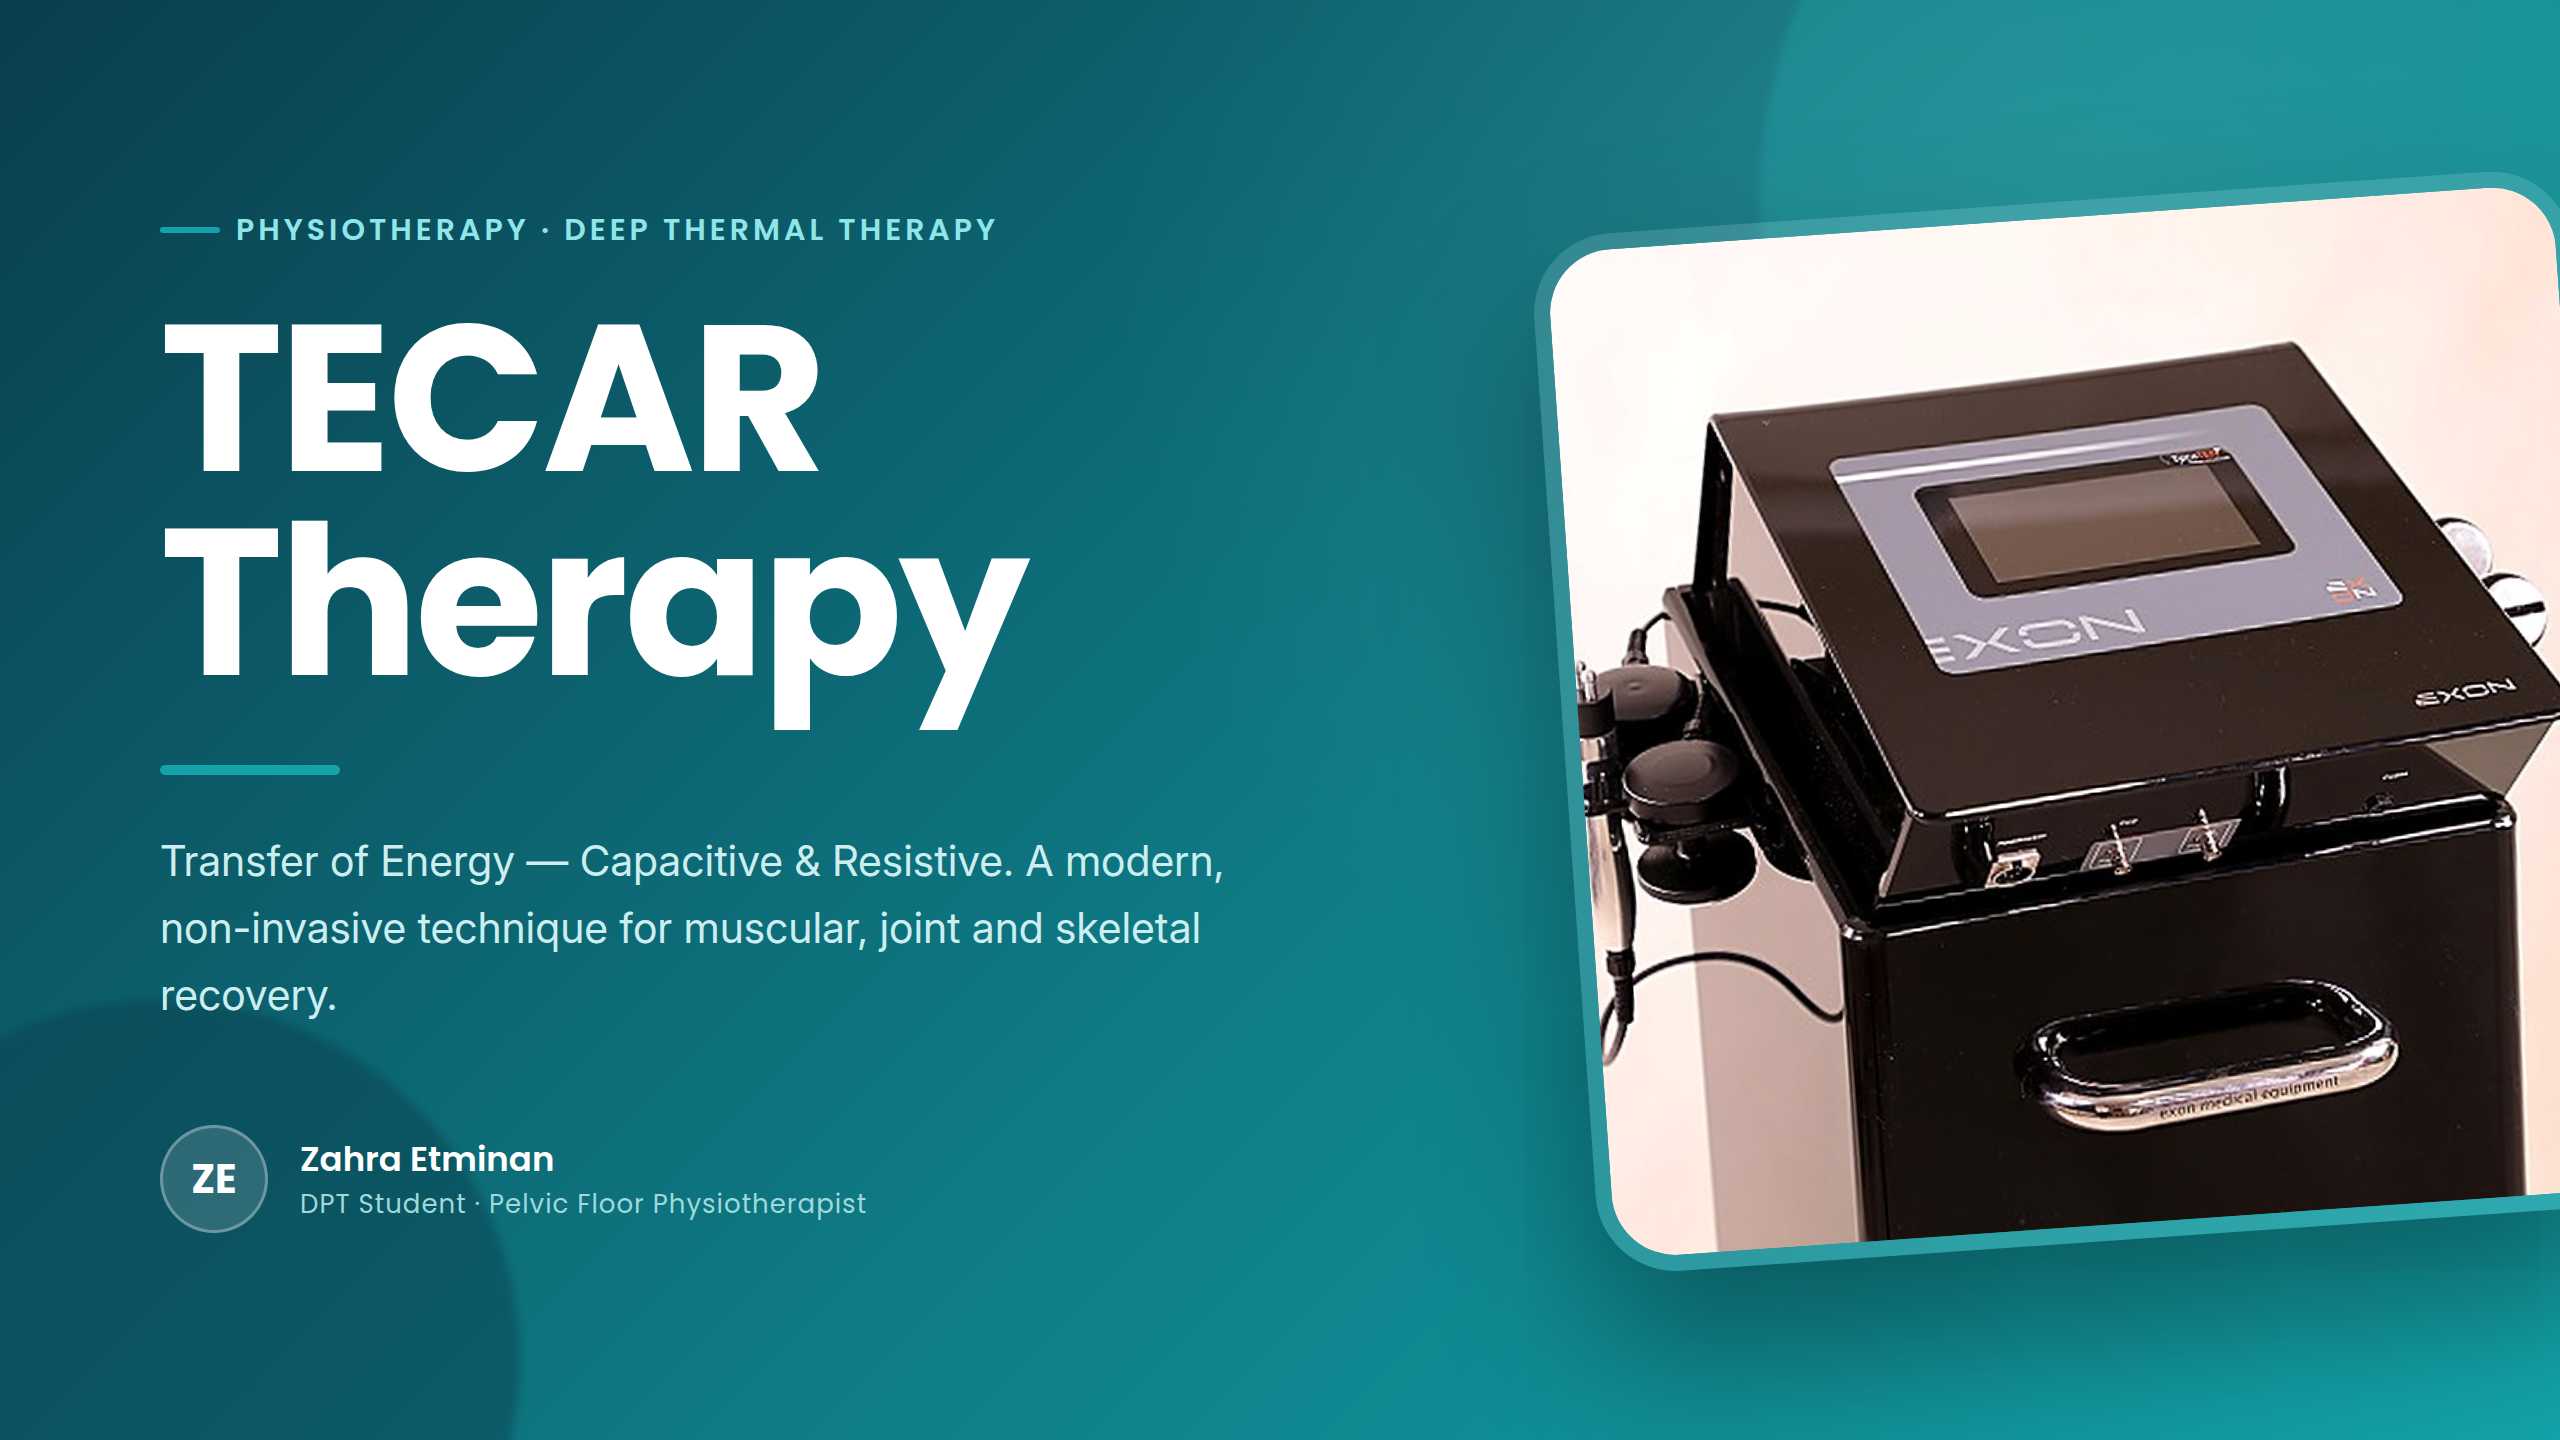 PHYSIOTHERAPY · DEEP THERMAL THERAPY
TECAR
Therapy
Transfer of Energy — Capacitive & Resistive. A modern,
non-invasive technique for muscular, joint and skeletal
recovery.
ZE
Zahra Etminan
DPT Student · Pelvic Floor Physiotherapist
EXON
EXON
exon medical equipment